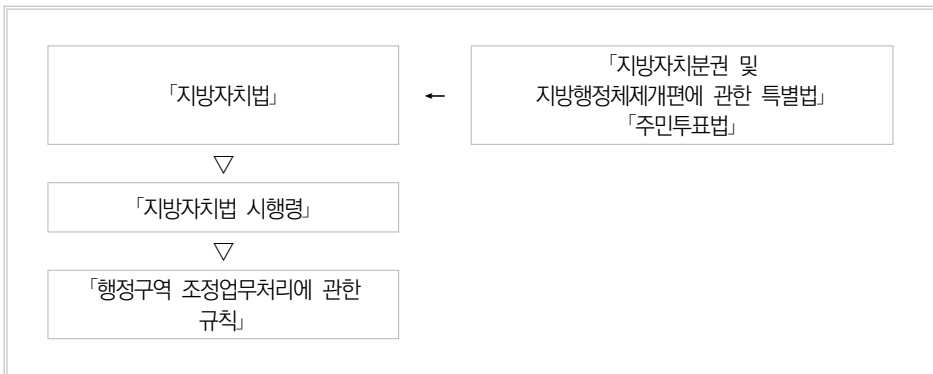 「지방자치법」
←
「지방자치분권 및
지방행정체제개편에 관한 특별법」
「주민투표법」
▽
「지방자치법 시행령」
▽
「행정구역 조정업무처리에 관한
규칙」